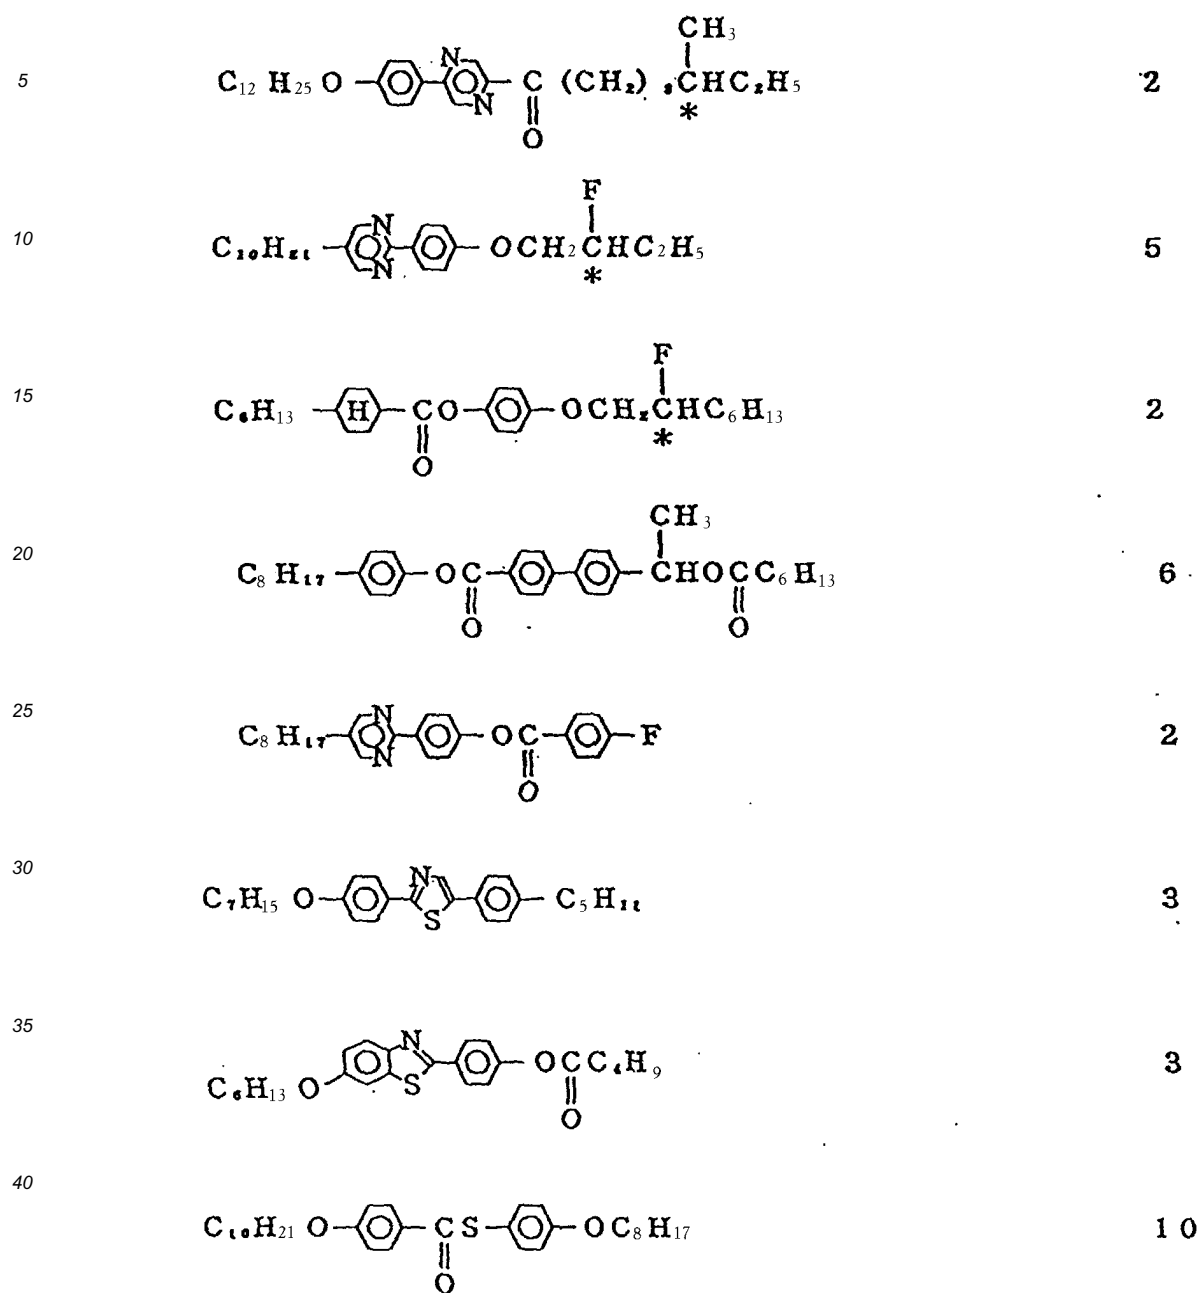 CH₃
5 C₁₂H₂₅O N N C (CH₂)₃CHC₂H₅ 2
O *
F
10 C₁₀H₂₁ N N OCH₂CHC₂H₅ 5
*
F
15 C₆H₁₃ H CO OCH₂CHC₆H₁₃ 2
O *
CH₃
20 C₈H₁₇ OC CHOCC₆H₁₃ 6
O O
25 C₈H₁₇ N N OC F 2
O
30 C₇H₁₅O N S C₅H₁₁ 3
35 C₆H₁₃O N S OCC₄H₉ 3
O
40 C₁₀H₂₁O CS OC₈H₁₇ 10
O